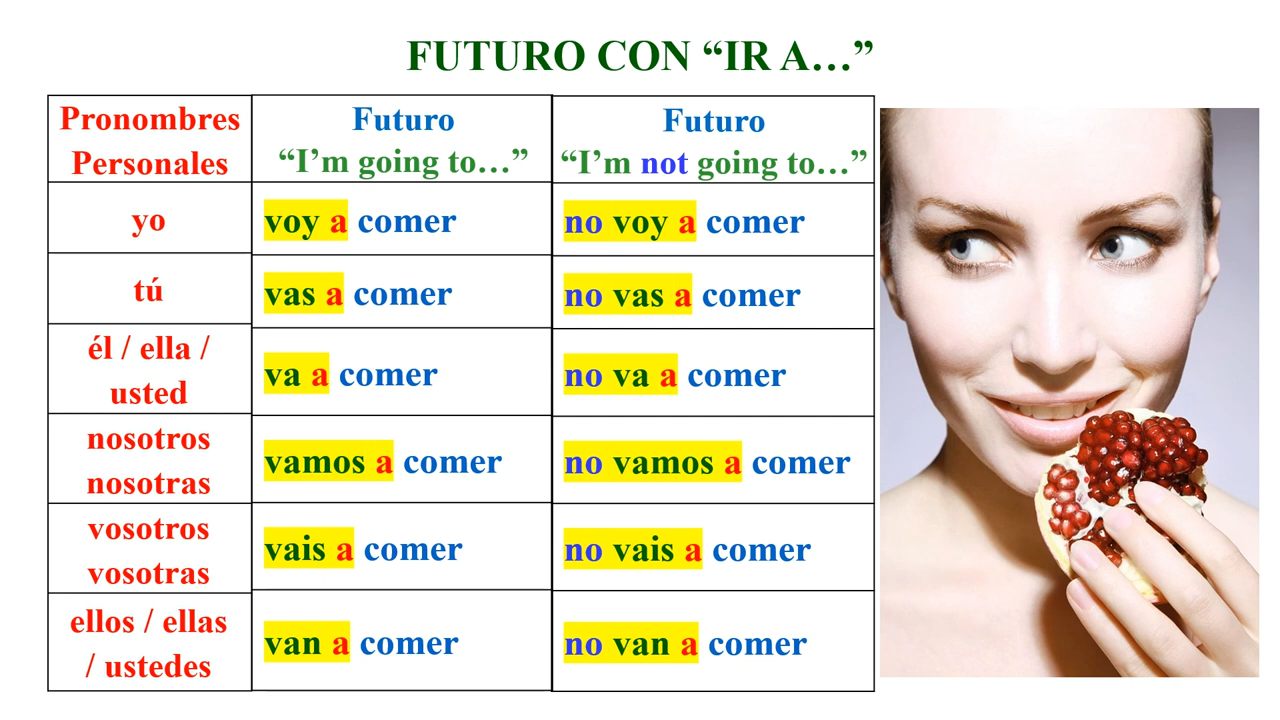 FUTURO CON “IR A…”
Pronombres
Personales
Futuro
“I’m going to…”
Futuro
“I’m not going to…”
yo
voy a comer
no voy a comer
tú
vas a comer
no vas a comer
él / ella /
usted
va a comer
no va a comer
nosotros
nosotras
vamos a comer
no vamos a comer
vosotros
vosotras
vais a comer
no vais a comer
ellos / ellas
/ ustedes
van a comer
no van a comer